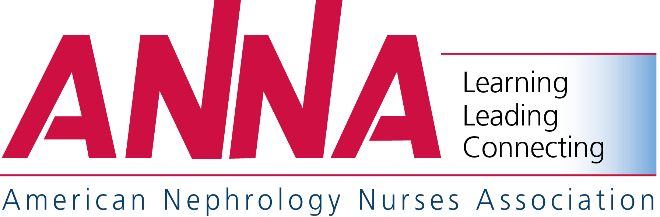 ANNA
Learning
Leading
Connecting
American Nephrology Nurses Association